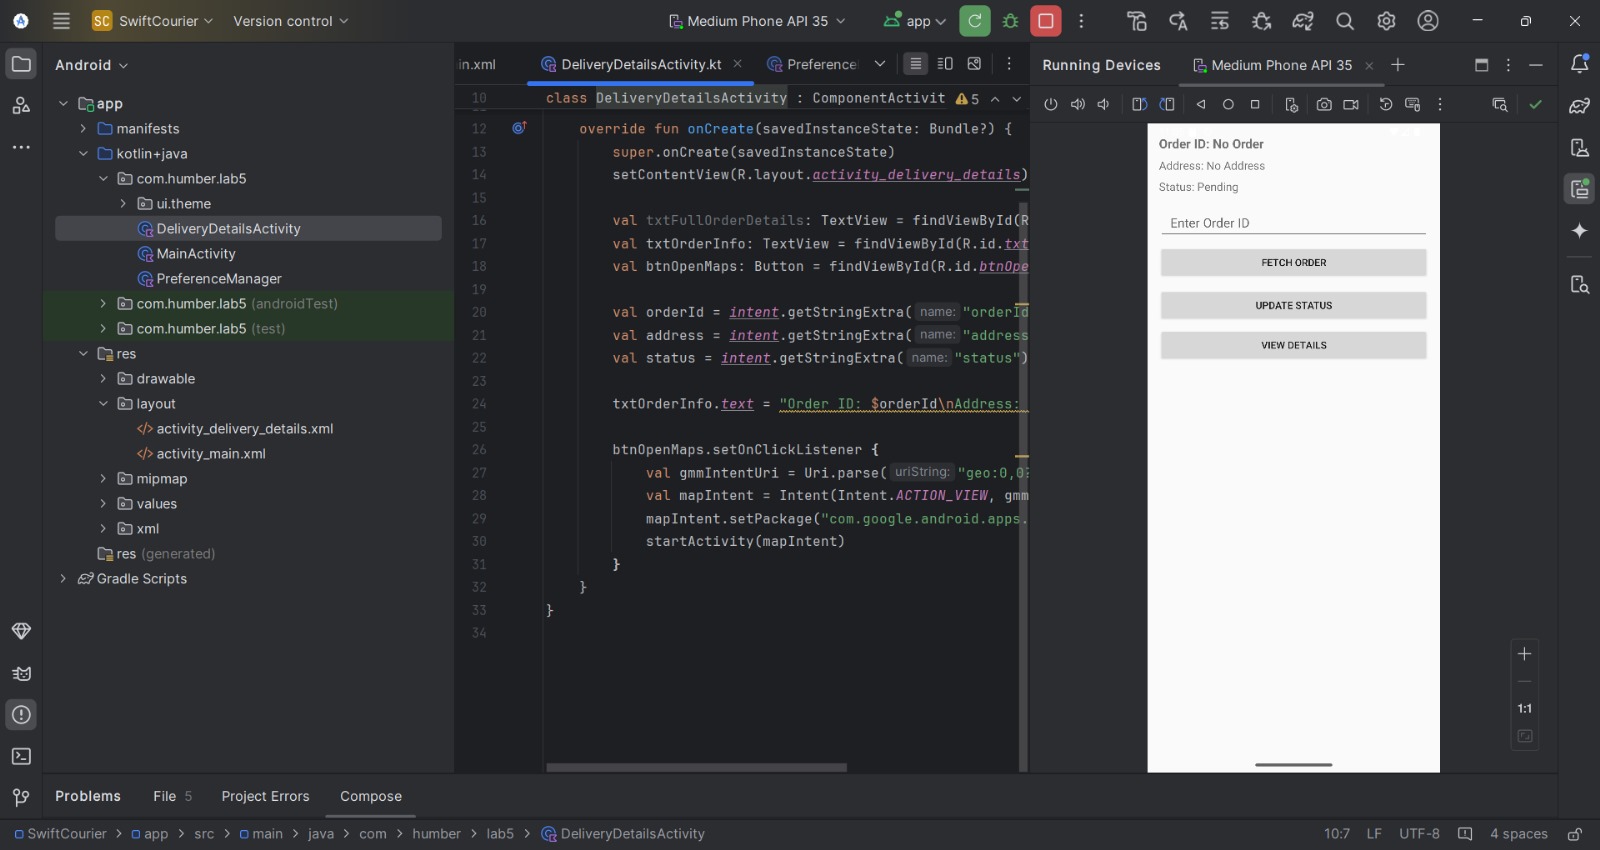 SC SwiftCourier Version control Medium Phone API 35 app
Android
app
manifests
kotlin+java
com.humber.lab5
ui.theme
DeliveryDetailsActivity
MainActivity
PreferenceManager
com.humber.lab5 (androidTest)
com.humber.lab5 (test)
res
drawable
layout
activity_delivery_details.xml
activity_main.xml
mipmap
values
xml
res (generated)
Gradle Scripts
in.xml DeliveryDetailsActivity.kt Preference
10 class DeliveryDetailsActivity : ComponentActivit 5
12 override fun onCreate(savedInstanceState: Bundle?) {
13 super.onCreate(savedInstanceState)
14 setContentView(R.layout.activity_delivery_details)
15
16 val txtFullOrderDetails: TextView = findViewById(R
17 val txtOrderInfo: TextView = findViewById(R.id.txt
18 val btnOpenMaps: Button = findViewById(R.id.btnOpe
19
20 val orderId = intent.getStringExtra( name: "orderId
21 val address = intent.getStringExtra( name: "address
22 val status = intent.getStringExtra( name: "status")
23
24 txtOrderInfo.text = "Order ID: $orderId\nAddress:
25
26 btnOpenMaps.setOnClickListener {
27 val gmmIntentUri = Uri.parse( uriString: "geo:0,0?
28 val mapIntent = Intent(Intent.ACTION_VIEW, gmm
29 mapIntent.setPackage("com.google.android.apps.
30 startActivity(mapIntent)
31 }
32 }
33 }
34
Running Devices Medium Phone API 35
Order ID: No Order
Address: No Address
Status: Pending
Enter Order ID
FETCH ORDER
UPDATE STATUS
VIEW DETAILS
1:1
Problems File 5 Project Errors Compose
SwiftCourier > app > src > main > java > com > humber > lab5 > DeliveryDetailsActivity 10:7 LF UTF-8 4 spaces